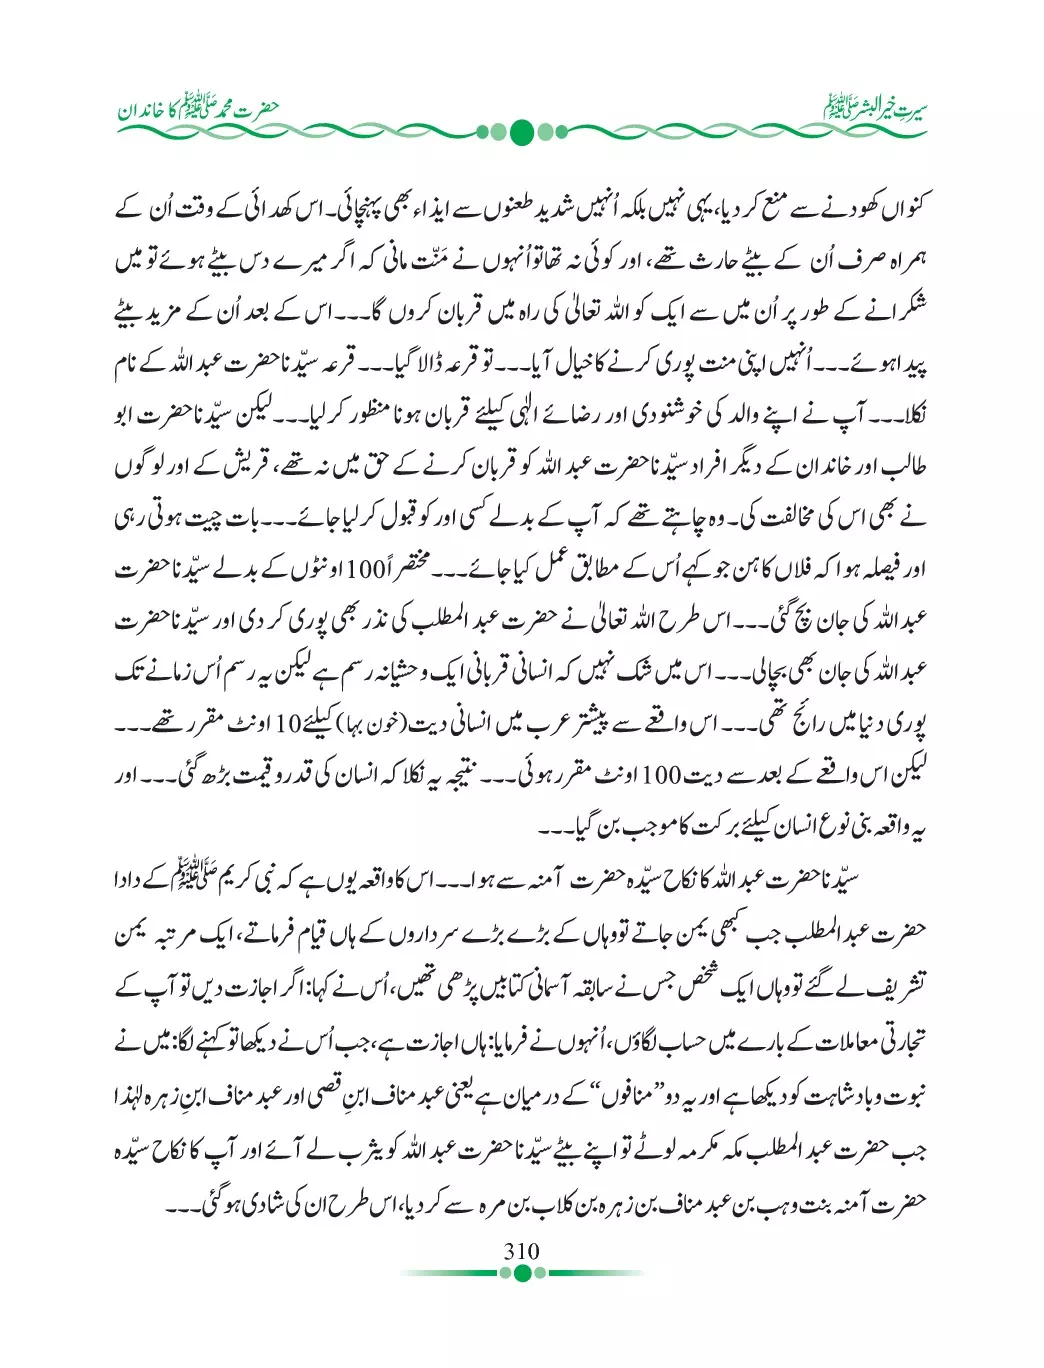 سیرتِ خیر البشر ﷺ
حضرت محمد ﷺ کا خاندان
کنواں کھودنے سے منع کر دیا، یہی نہیں بلکہ اُنہیں شدید طعنوں سے ایذاء بھی پہنچائی۔ اس کھدائی کے وقت اُن کے
ہمراہ صرف اُن کے بیٹے حارث تھے، اور کوئی نہ تھا تو اُنہوں نے مَنّت مانی کہ اگر میرے دس بیٹے ہوئے تو میں
شکرانے کے طور پر اُن میں سے ایک کو اللہ تعالیٰ کی راہ میں قربان کروں گا۔۔۔ اس کے بعد اُن کے مزید بیٹے
پیدا ہوئے۔۔۔ اُنہیں اپنی منت پوری کرنے کا خیال آیا۔۔۔ تو قرعہ ڈالا گیا۔۔۔ قرعہ سیّدنا حضرت عبد اللہ کے نام
نکلا۔۔۔ آپ نے اپنے والد کی خوشنودی اور رضائے الٰہی کیلئے قربان ہونا منظور کر لیا۔۔۔ لیکن سیّدنا حضرت ابو
طالب اور خاندان کے دیگر افراد سیّدنا حضرت عبد اللہ کو قربان کرنے کے حق میں نہ تھے، قریش کے اور لوگوں
نے بھی اس کی مخالفت کی۔ وہ چاہتے تھے کہ آپ کے بدلے کسی اور کو قبول کر لیا جائے۔۔۔ بات چیت ہوتی رہی
اور فیصلہ ہوا کہ فلاں کاہن جو کہے اُس کے مطابق عمل کیا جائے۔۔۔ مختصراً 100 اونٹوں کے بدلے سیّدنا حضرت
عبد اللہ کی جان بچ گئی۔۔۔ اس طرح اللہ تعالیٰ نے حضرت عبد المطلب کی نذر بھی پوری کر دی اور سیّدنا حضرت
عبد اللہ کی جان بھی بچالی۔۔۔ اس میں شک نہیں کہ انسانی قربانی ایک وحشیانہ رسم ہے لیکن یہ رسم اُس زمانے تک
پوری دنیا میں رائج تھی۔۔۔ اس واقعے سے پیشتر عرب میں انسانی دیت (خون بہا) کیلئے 10 اونٹ مقرر تھے۔۔۔
لیکن اس واقعے کے بعد سے دیت 100 اونٹ مقرر ہوئی۔۔۔ نتیجہ یہ نکلا کہ انسان کی قدر و قیمت بڑھ گئی۔۔۔ اور
یہ واقعہ بنی نوع انسان کیلئے برکت کا موجب بن گیا۔۔۔
سیّدنا حضرت عبد اللہ کا نکاح سیّدہ حضرت آمنہ سے ہوا۔۔۔ اس کا واقعہ یوں ہے کہ نبی کریم ﷺ کے دادا
حضرت عبد المطلب جب کبھی یمن جاتے تو وہاں کے بڑے بڑے سرداروں کے ہاں قیام فرماتے، ایک مرتبہ یمن
تشریف لے گئے تو وہاں ایک شخص جس نے سابقہ آسمانی کتابیں پڑھی تھیں، اُس نے کہا: اگر اجازت دیں تو آپ کے
تجارتی معاملات کے بارے میں حساب لگاؤں، اُنہوں نے فرمایا: ہاں اجازت ہے، جب اُس نے دیکھا تو کہنے لگا: میں نے
نبوت و بادشاہت کو دیکھا ہے اور یہ دو ”منافوں“ کے درمیان ہے یعنی عبد مناف ابنِ قصی اور عبد مناف ابنِ زہرہ لہٰذا
جب حضرت عبد المطلب مکہ مکرمہ لوٹے تو اپنے بیٹے سیّدنا حضرت عبد اللہ کو یثرب لے آئے اور آپ کا نکاح سیّدہ
حضرت آمنہ بنت وہب بن عبد مناف بن زہرہ بن کلاب بن مرہ سے کر دیا، اس طرح ان کی شادی ہو گئی۔۔۔
310